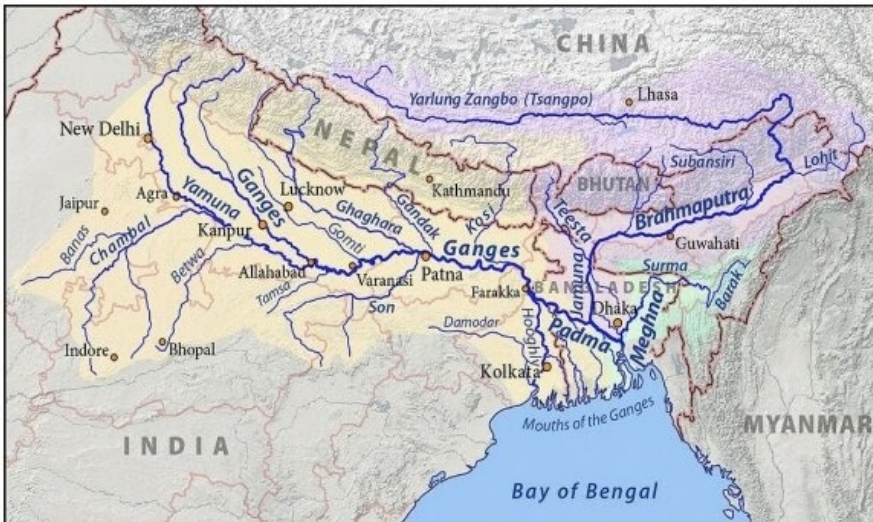 CHINA
Yarlung Zangbo (Tsangpo)
Lhasa
New Delhi
NEPAL
Subansiri
Lohit
BHUTAN
Kathmandu
Jaipur
Agra
Yamuna
Ganges
Lucknow
Ghaghara
Gandak
Kosi
Teesta
Brahmaputra
Guwahati
Banas
Chambal
Kanpur
Gomti
Ganges
Betwa
Allahabad
Varanasi
Patna
Surma
Barak
Tamsa
Son
Farakka
BANGLADESH
Jamuna
Dhaka
Meghna
Padma
Hooghly
Damodar
Indore
Bhopal
Kolkata
Mouths of the Ganges
INDIA
MYANMAR
Bay of Bengal